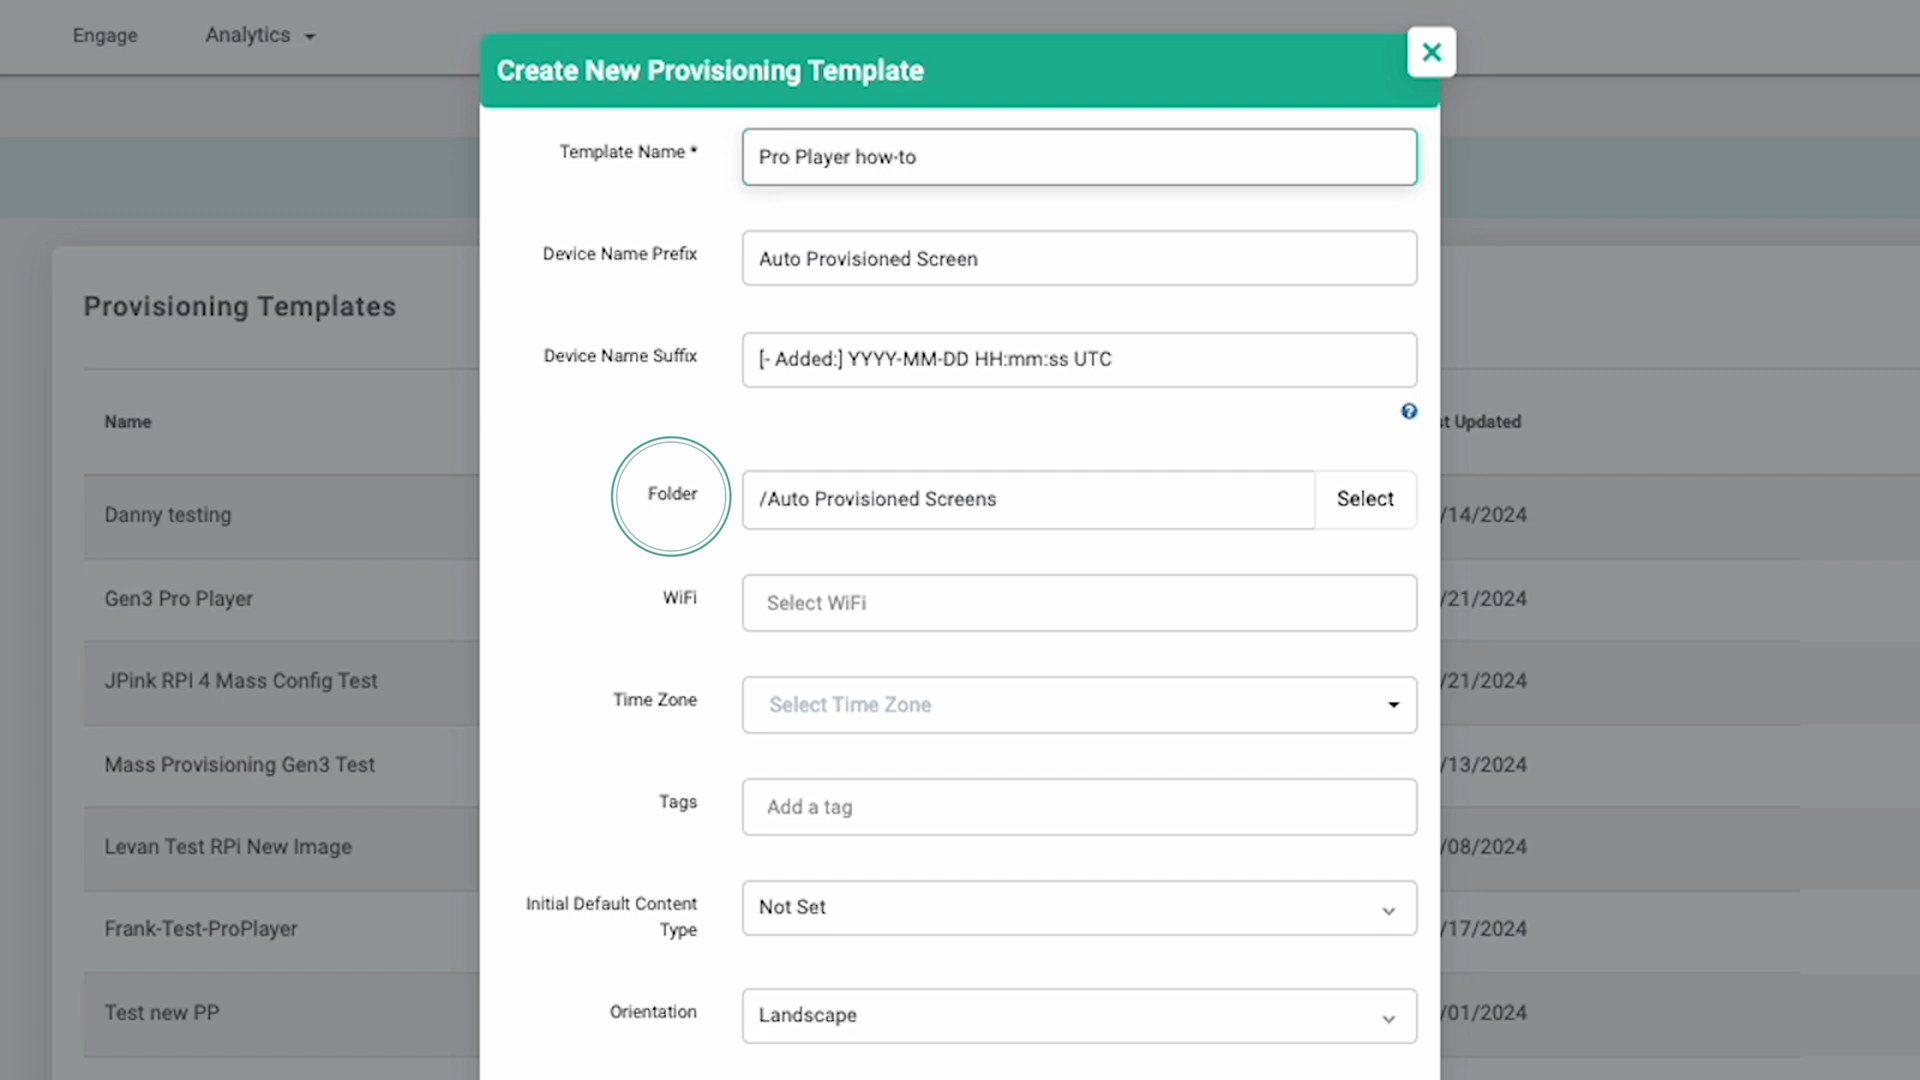 Engage
Analytics
Create New Provisioning Template
Template Name *
Pro Player how-to
Device Name Prefix
Auto Provisioned Screen
Device Name Suffix
[- Added:] YYYY-MM-DD HH:mm:ss UTC
?
Folder
/Auto Provisioned Screens
Select
WiFi
Select WiFi
Time Zone
Select Time Zone
Tags
Add a tag
Initial Default Content
Type
Not Set
Orientation
Landscape
Provisioning Templates
Name
t Updated
Danny testing
/14/2024
Gen3 Pro Player
/21/2024
JPink RPI 4 Mass Config Test
/21/2024
Mass Provisioning Gen3 Test
/13/2024
Levan Test RPi New Image
/08/2024
Frank-Test-ProPlayer
/17/2024
Test new PP
/01/2024